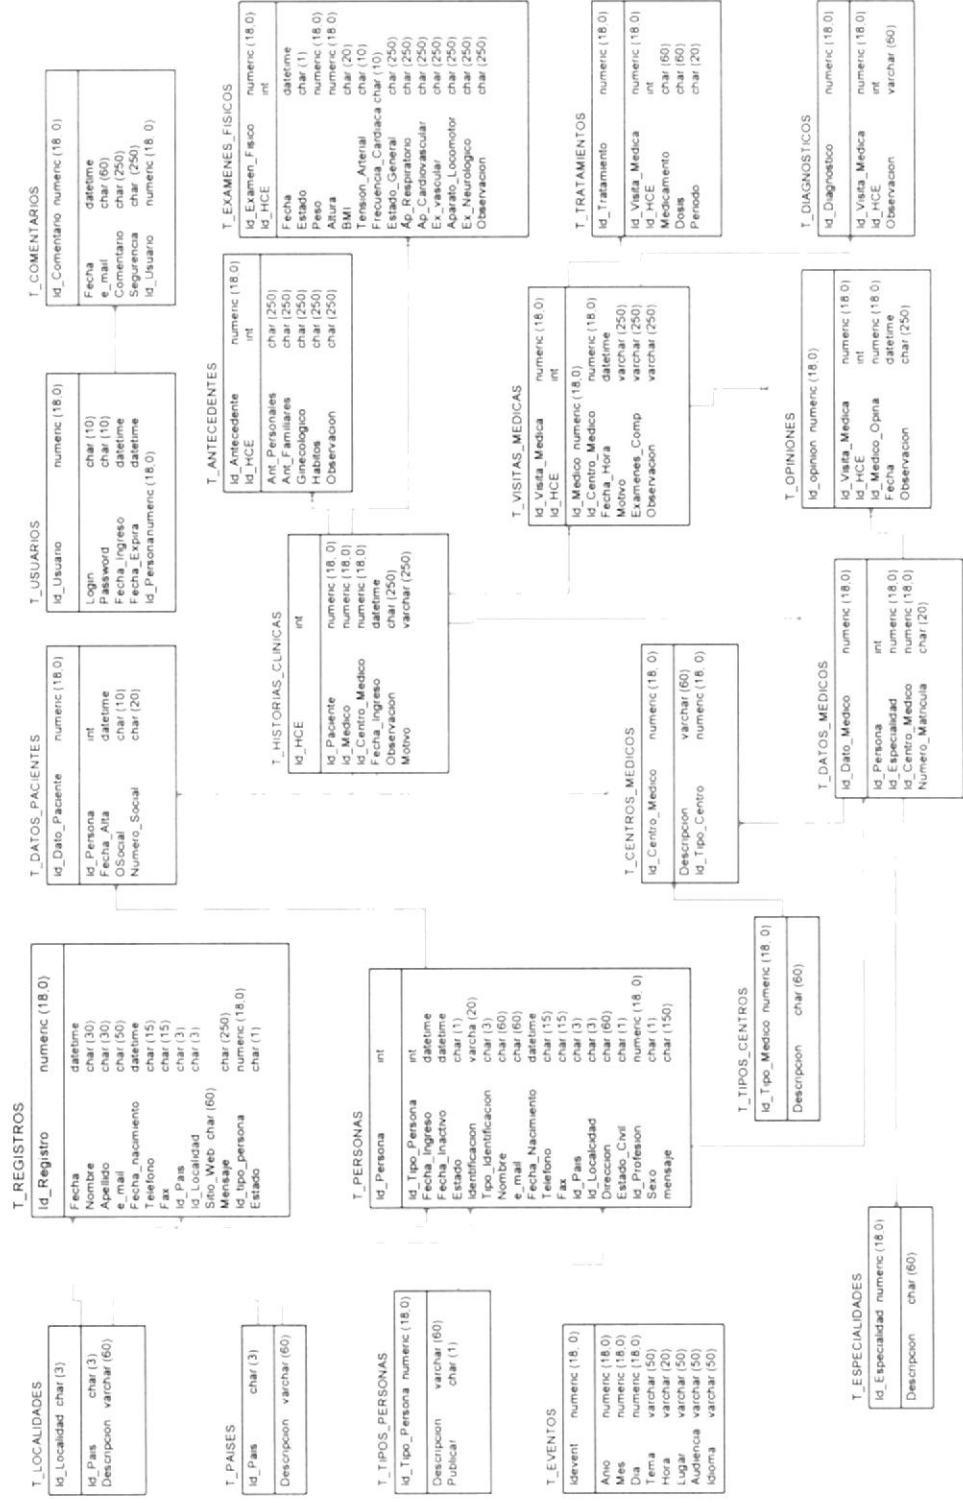 T_LOCALIDADES
Id_Localidad char (3)
Id_Pais char (3)
Descripcion varchar (60)
T_PAISES
Id_Pais char (3)
Descripcion varchar (60)
T_TIPOS_PERSONAS
Id_Tipo_Persona numeric (18,0)
Descripcion varchar (60)
Publicar char (1)
T_EVENTOS
Idevent numeric (18, 0)
Anio numeric (18,0)
Mes numeric (18,0)
Dia numeric (18,0)
Tema varchar (50)
Hora varchar (20)
Lugar varchar (50)
Audiencia varchar (50)
Idioma varchar (50)
T_ESPECIALIDADES
Id_Especialidad numeric (18,0)
Descripcion char (60)
T_REGISTROS
Id_Registro numeric (18,0)
Fecha datetime
Nombre char (30)
Apellido char (30)
e_mail char (50)
Fecha_nacimiento datetime
Telefono char (15)
Fax char (15)
Id_Pais char (3)
Id_Localidad char (3)
Sitio_Web char (60)
Mensaje char (250)
Id_tipo_persona numeric (18,0)
Estado char (1)
T_PERSONAS
Id_Persona int
Id_Tipo_Persona int
Fecha_Ingreso datetime
Fecha_Inactivo datetime
Estado char (1)
Identificacion varcha (20)
Tipo_Identificacion char (3)
Nombre char (60)
e_mail char (60)
Fecha_Nacimiento datetime
Telefono char (15)
Fax char (15)
Id_Pais char (3)
Id_Localcidad char (3)
Direccion char (60)
Estado_Civil char (1)
Id_Profesion numeric (18, 0)
Sexo char (1)
mensaje char (150)
T_TIPOS_CENTROS
Id_Tipo_Medico numeric (18, 0)
Descripcion char (60)
T_DATOS_PACIENTES
Id_Dato_Paciente numeric (18,0)
Id_Persona int
Fecha_Alta datetime
OSocial char (10)
Numero_Social char (20)
T_HISTORIAS_CLINICAS
Id_HCE int
Id_Paciente numeric (18, 0)
Id_Medico numeric (18,0)
Id_Centro_Medico numeric (18,0)
Fecha_Ingreso datetime
Observacion char (250)
Motivo varchar (250)
T_CENTROS_MEDICOS
Id_Centro_Medico numeric (18, 0)
Descripcion varchar (60)
Id_Tipo_Centro numeric (18, 0)
T_DATOS_MEDICOS
Id_Dato_Medico numeric (18,0)
Id_Persona int
Id_Especialidad numeric (18,0)
Id_Centro_Medico numeric (18,0)
Numero_Matricula char (20)
T_USUARIOS
Id_Usuario numeric (18,0)
Login char (10)
Password char (10)
Fecha_Ingreso datetime
Fecha_Expira datetime
Id_Persona numeric (18,0)
T_ANTECEDENTES
Id_Antecedente numeric (18,0)
Id_HCE int
Ant_Personales char (250)
Ant_Familiares char (250)
Ginecologico char (250)
Habitos char (250)
Observacion char (250)
T_VISITAS_MEDICAS
Id_Visita_Medica numeric (18,0)
Id_HCE int
Id_Medico numeric (18,0)
Id_Centro_Medico numeric (18,0)
Fecha_Hora datetime
Motivo varchar (250)
Examenes_Comp varchar (250)
Observacion varchar (250)
T_OPINIONES
Id_opinion numeric (18,0)
Id_Visita_Medica numeric (18,0)
Id_HCE int
Id_Medico_Opina numeric (18,0)
Fecha datetime
Observacion char (250)
T_COMENTARIOS
Id_Comentario numeric (18, 0)
Fecha datetime
e_mail char (60)
Comentario char (250)
Segurencia char (250)
Id_Usuario numeric (18, 0)
T_EXAMENES_FISICOS
Id_Examen_Fisico numeric (18,0)
Id_HCE int
Fecha datetime
Estado char (1)
Peso numeric (18,0)
Altura numeric (18,0)
BMI char (20)
Tension_Arterial char (10)
Frecuencia_Cardiaca char (10)
Estado_General char (250)
Ap_Respiratorio char (250)
Ap_Cardiovascular char (250)
Ex_vascular char (250)
Aparato_Locomotor char (250)
Ex_Neurologico char (250)
Observacion char (250)
T_TRATAMIENTOS
Id_Tratamiento numeric (18,0)
Id_Visita_Medica numeric (18,0)
Id_HCE int
Medicamento char (60)
Dosis char (60)
Periodo char (20)
T_DIAGNOSTICOS
Id_Diagnostico numeric (18,0)
Id_Visita_Medica numeric (18,0)
Id_HCE int
Observacion varchar (60)